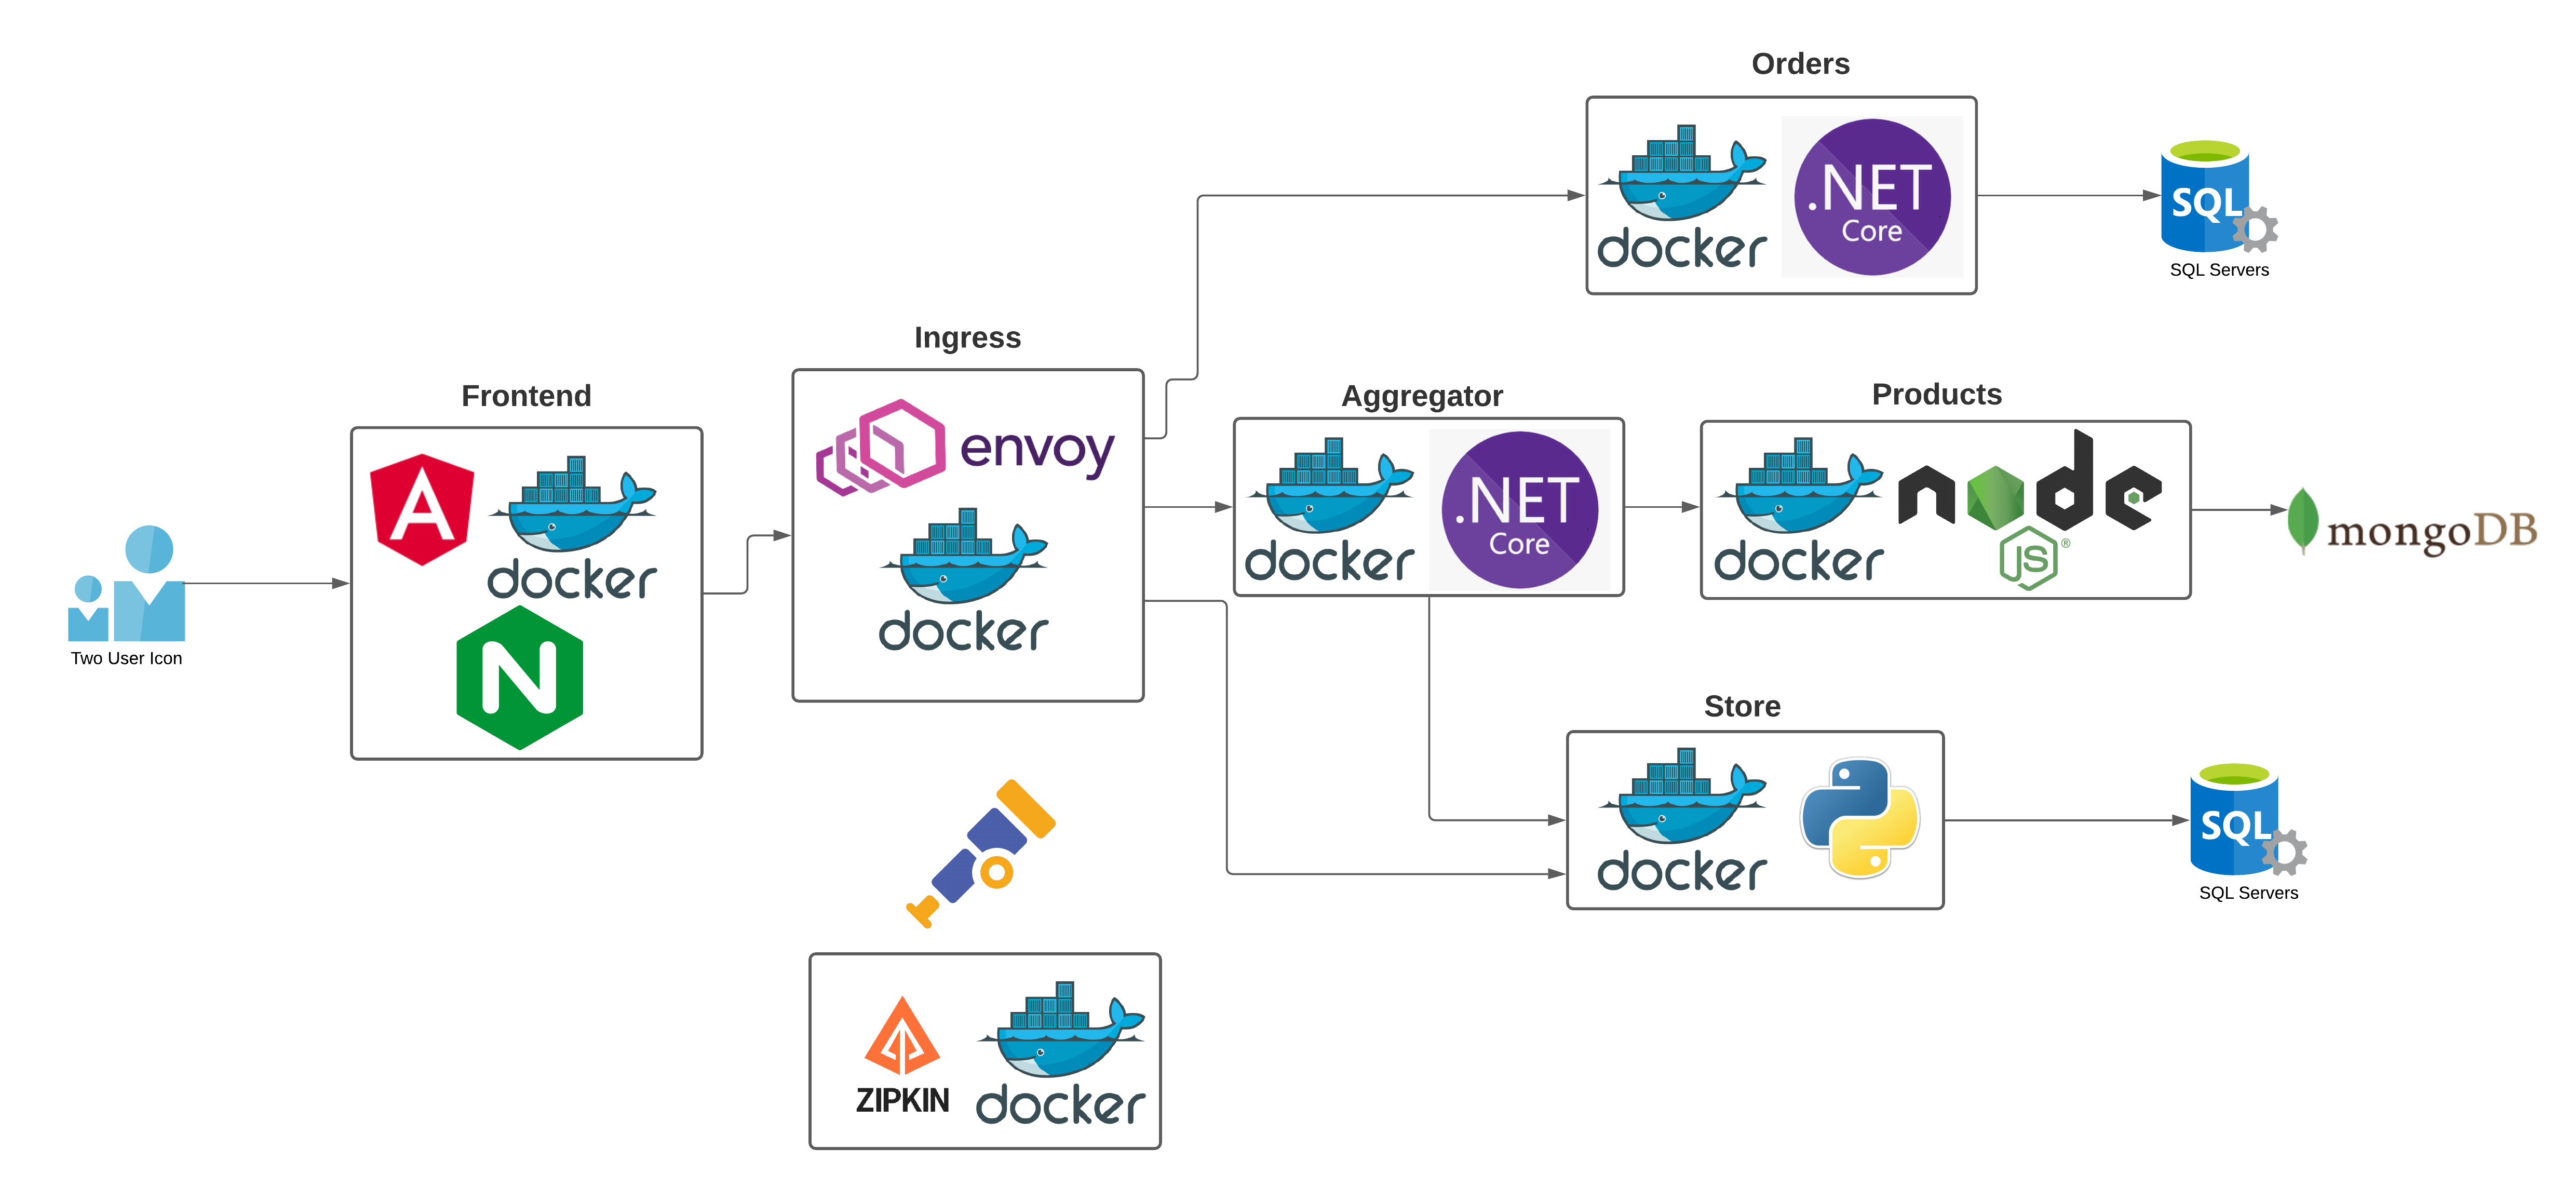 Orders
docker
.NET
Core
SQL
SQL Servers
Ingress
envoy
docker
Frontend
A
docker
N
Two User Icon
Aggregator
docker
.NET
Core
Products
docker
node
JS®
mongoDB
Store
docker
SQL
SQL Servers
ZIPKIN
docker